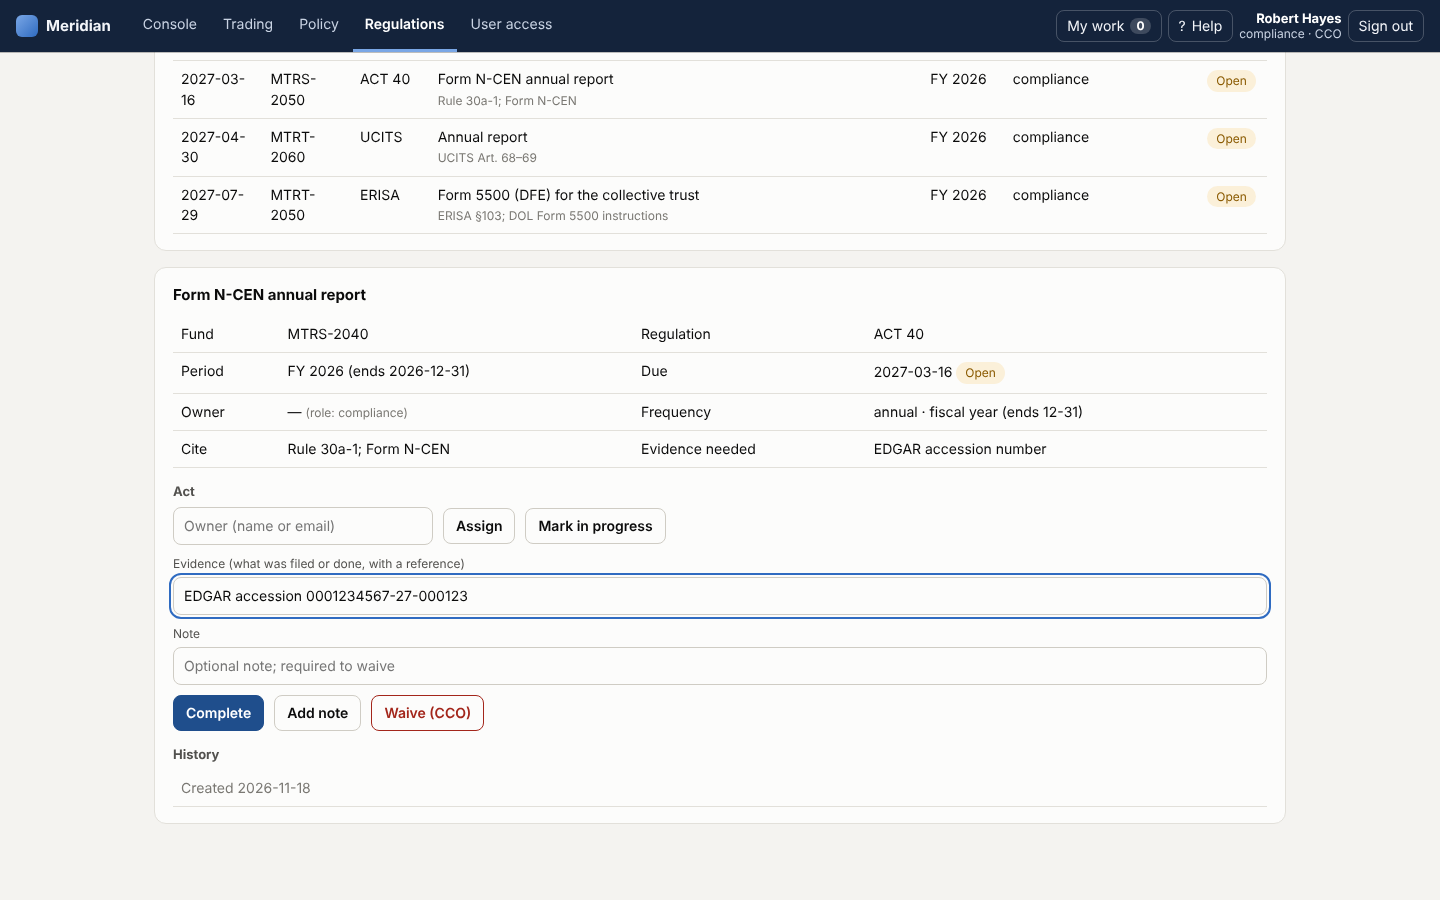 Meridian Console Trading Policy Regulations User access My work 0 ? Help Robert Hayes compliance · CCO Sign out
2027-03-16 MTRS-2050 ACT 40 Form N-CEN annual report FY 2026 compliance Open
Rule 30a-1; Form N-CEN
2027-04-30 MTRT-2060 UCITS Annual report FY 2026 compliance Open
UCITS Art. 68–69
2027-07-29 MTRT-2050 ERISA Form 5500 (DFE) for the collective trust FY 2026 compliance Open
ERISA §103; DOL Form 5500 instructions
Form N-CEN annual report
Fund MTRS-2040 Regulation ACT 40
Period FY 2026 (ends 2026-12-31) Due 2027-03-16 Open
Owner — (role: compliance) Frequency annual · fiscal year (ends 12-31)
Cite Rule 30a-1; Form N-CEN Evidence needed EDGAR accession number
Act
Owner (name or email) Assign Mark in progress
Evidence (what was filed or done, with a reference)
EDGAR accession 0001234567-27-000123
Note
Optional note; required to waive
Complete Add note Waive (CCO)
History
Created 2026-11-18